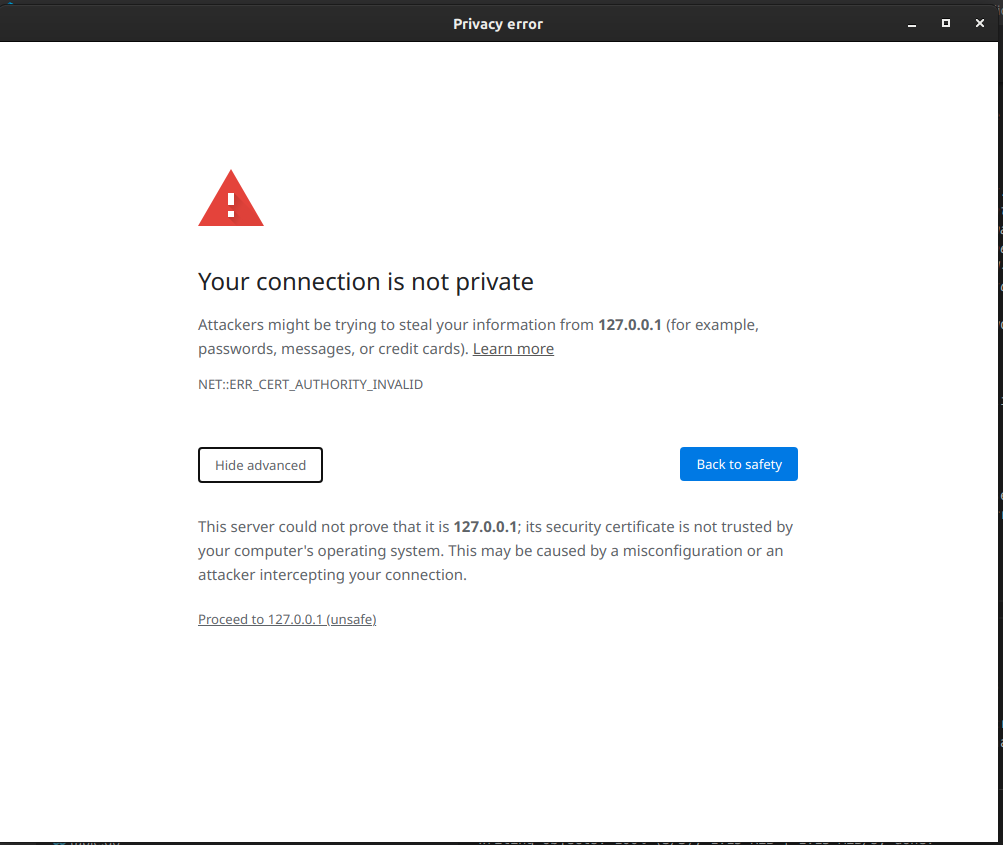 Privacy error
Your connection is not private
Attackers might be trying to steal your information from 127.0.0.1 (for example,
passwords, messages, or credit cards). Learn more
NET::ERR_CERT_AUTHORITY_INVALID
Hide advanced
Back to safety
This server could not prove that it is 127.0.0.1; its security certificate is not trusted by
your computer's operating system. This may be caused by a misconfiguration or an
attacker intercepting your connection.
Proceed to 127.0.0.1 (unsafe)